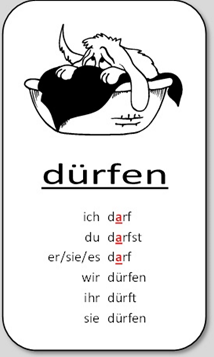 dürfen
ich darf
du darfst
er/sie/es darf
wir dürfen
ihr dürft
sie dürfen